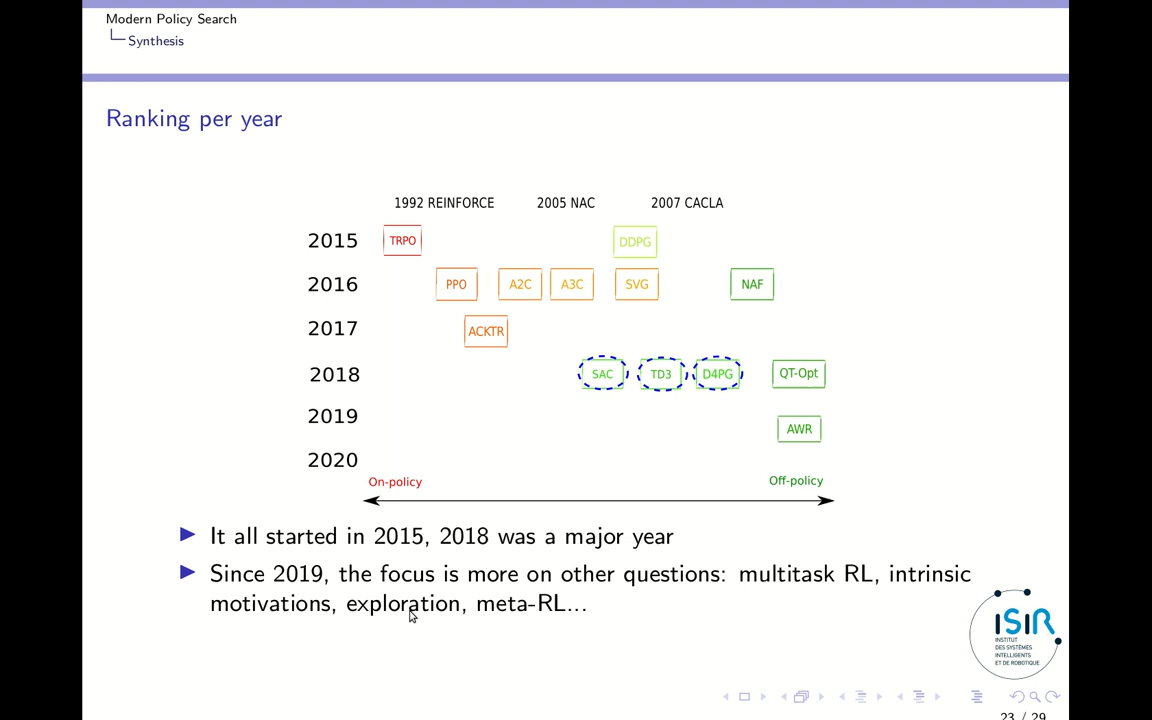 Modern Policy Search
Synthesis
Ranking per year
1992 REINFORCE 2005 NAC 2007 CACLA
2015 TRPO DDPG
2016 PPO A2C A3C SVG NAF
2017 ACKTR
2018 SAC TD3 D4PG QT-Opt
2019 AWR
2020
On-policy Off-policy
It all started in 2015, 2018 was a major year
Since 2019, the focus is more on other questions: multitask RL, intrinsic
motivations, exploration, meta-RL...
ISIR
INSTITUT
DES SYSTÈMES
INTELLIGENTS
ET DE ROBOTIQUE
23 / 29